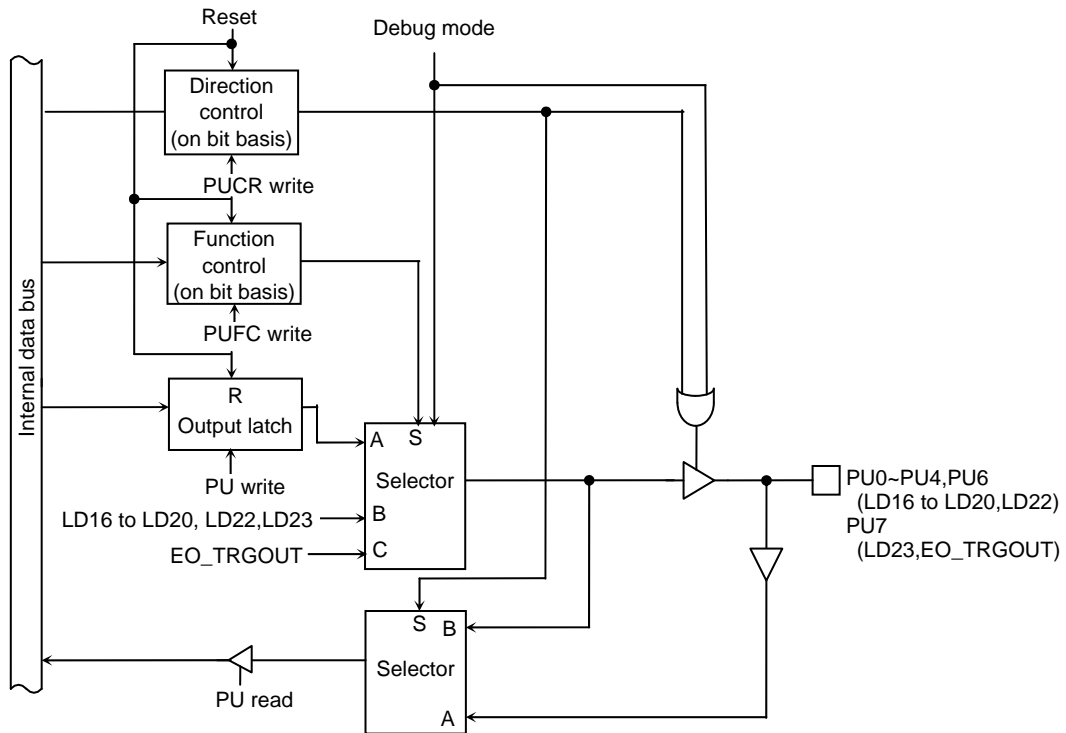 Reset
Debug mode
Direction
control
(on bit basis)
PUCR write
Function
control
(on bit basis)
PUFC write
Internal data bus
R
Output latch
PU write
A
S
Selector
B
C
LD16 to LD20, LD22,LD23
EO_TRGOUT
PU0~PU4,PU6
(LD16 to LD20,LD22)
PU7
(LD23,EO_TRGOUT)
S
B
Selector
A
PU read